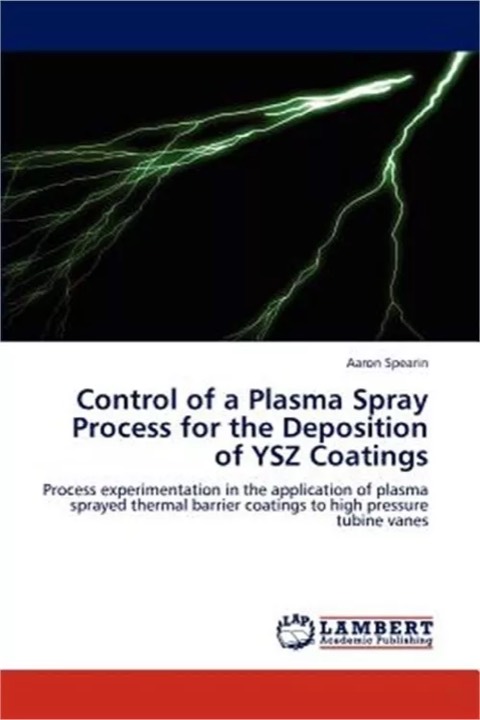 Aaron Spearin
Control of a Plasma Spray
Process for the Deposition
of YSZ Coatings
Process experimentation in the application of plasma
sprayed thermal barrier coatings to high pressure
tubine vanes
LAP
LAMBERT
Academic Publishing